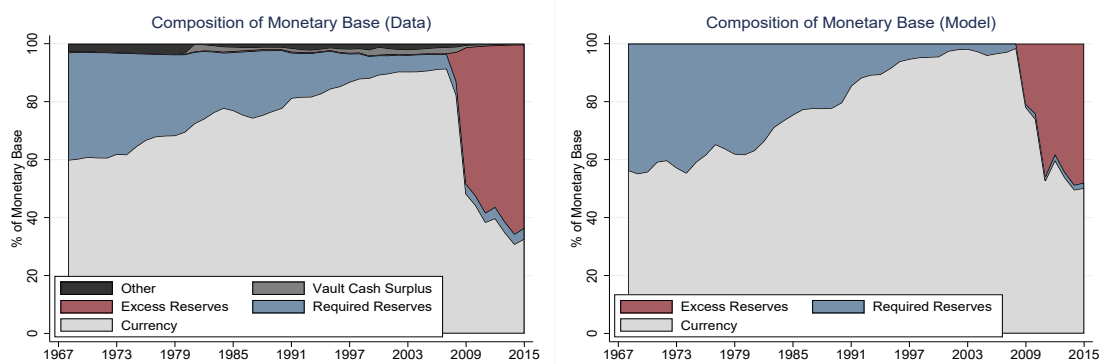 Composition of Monetary Base (Data)
% of Monetary Base
100
80
60
40
20
0
Other
Vault Cash Surplus
Excess Reserves
Required Reserves
Currency
1967 1973 1979 1985 1991 1997 2003 2009 2015
Composition of Monetary Base (Model)
% of Monetary Base
100
80
60
40
20
0
Excess Reserves
Required Reserves
Currency
1967 1973 1979 1985 1991 1997 2003 2009 2015